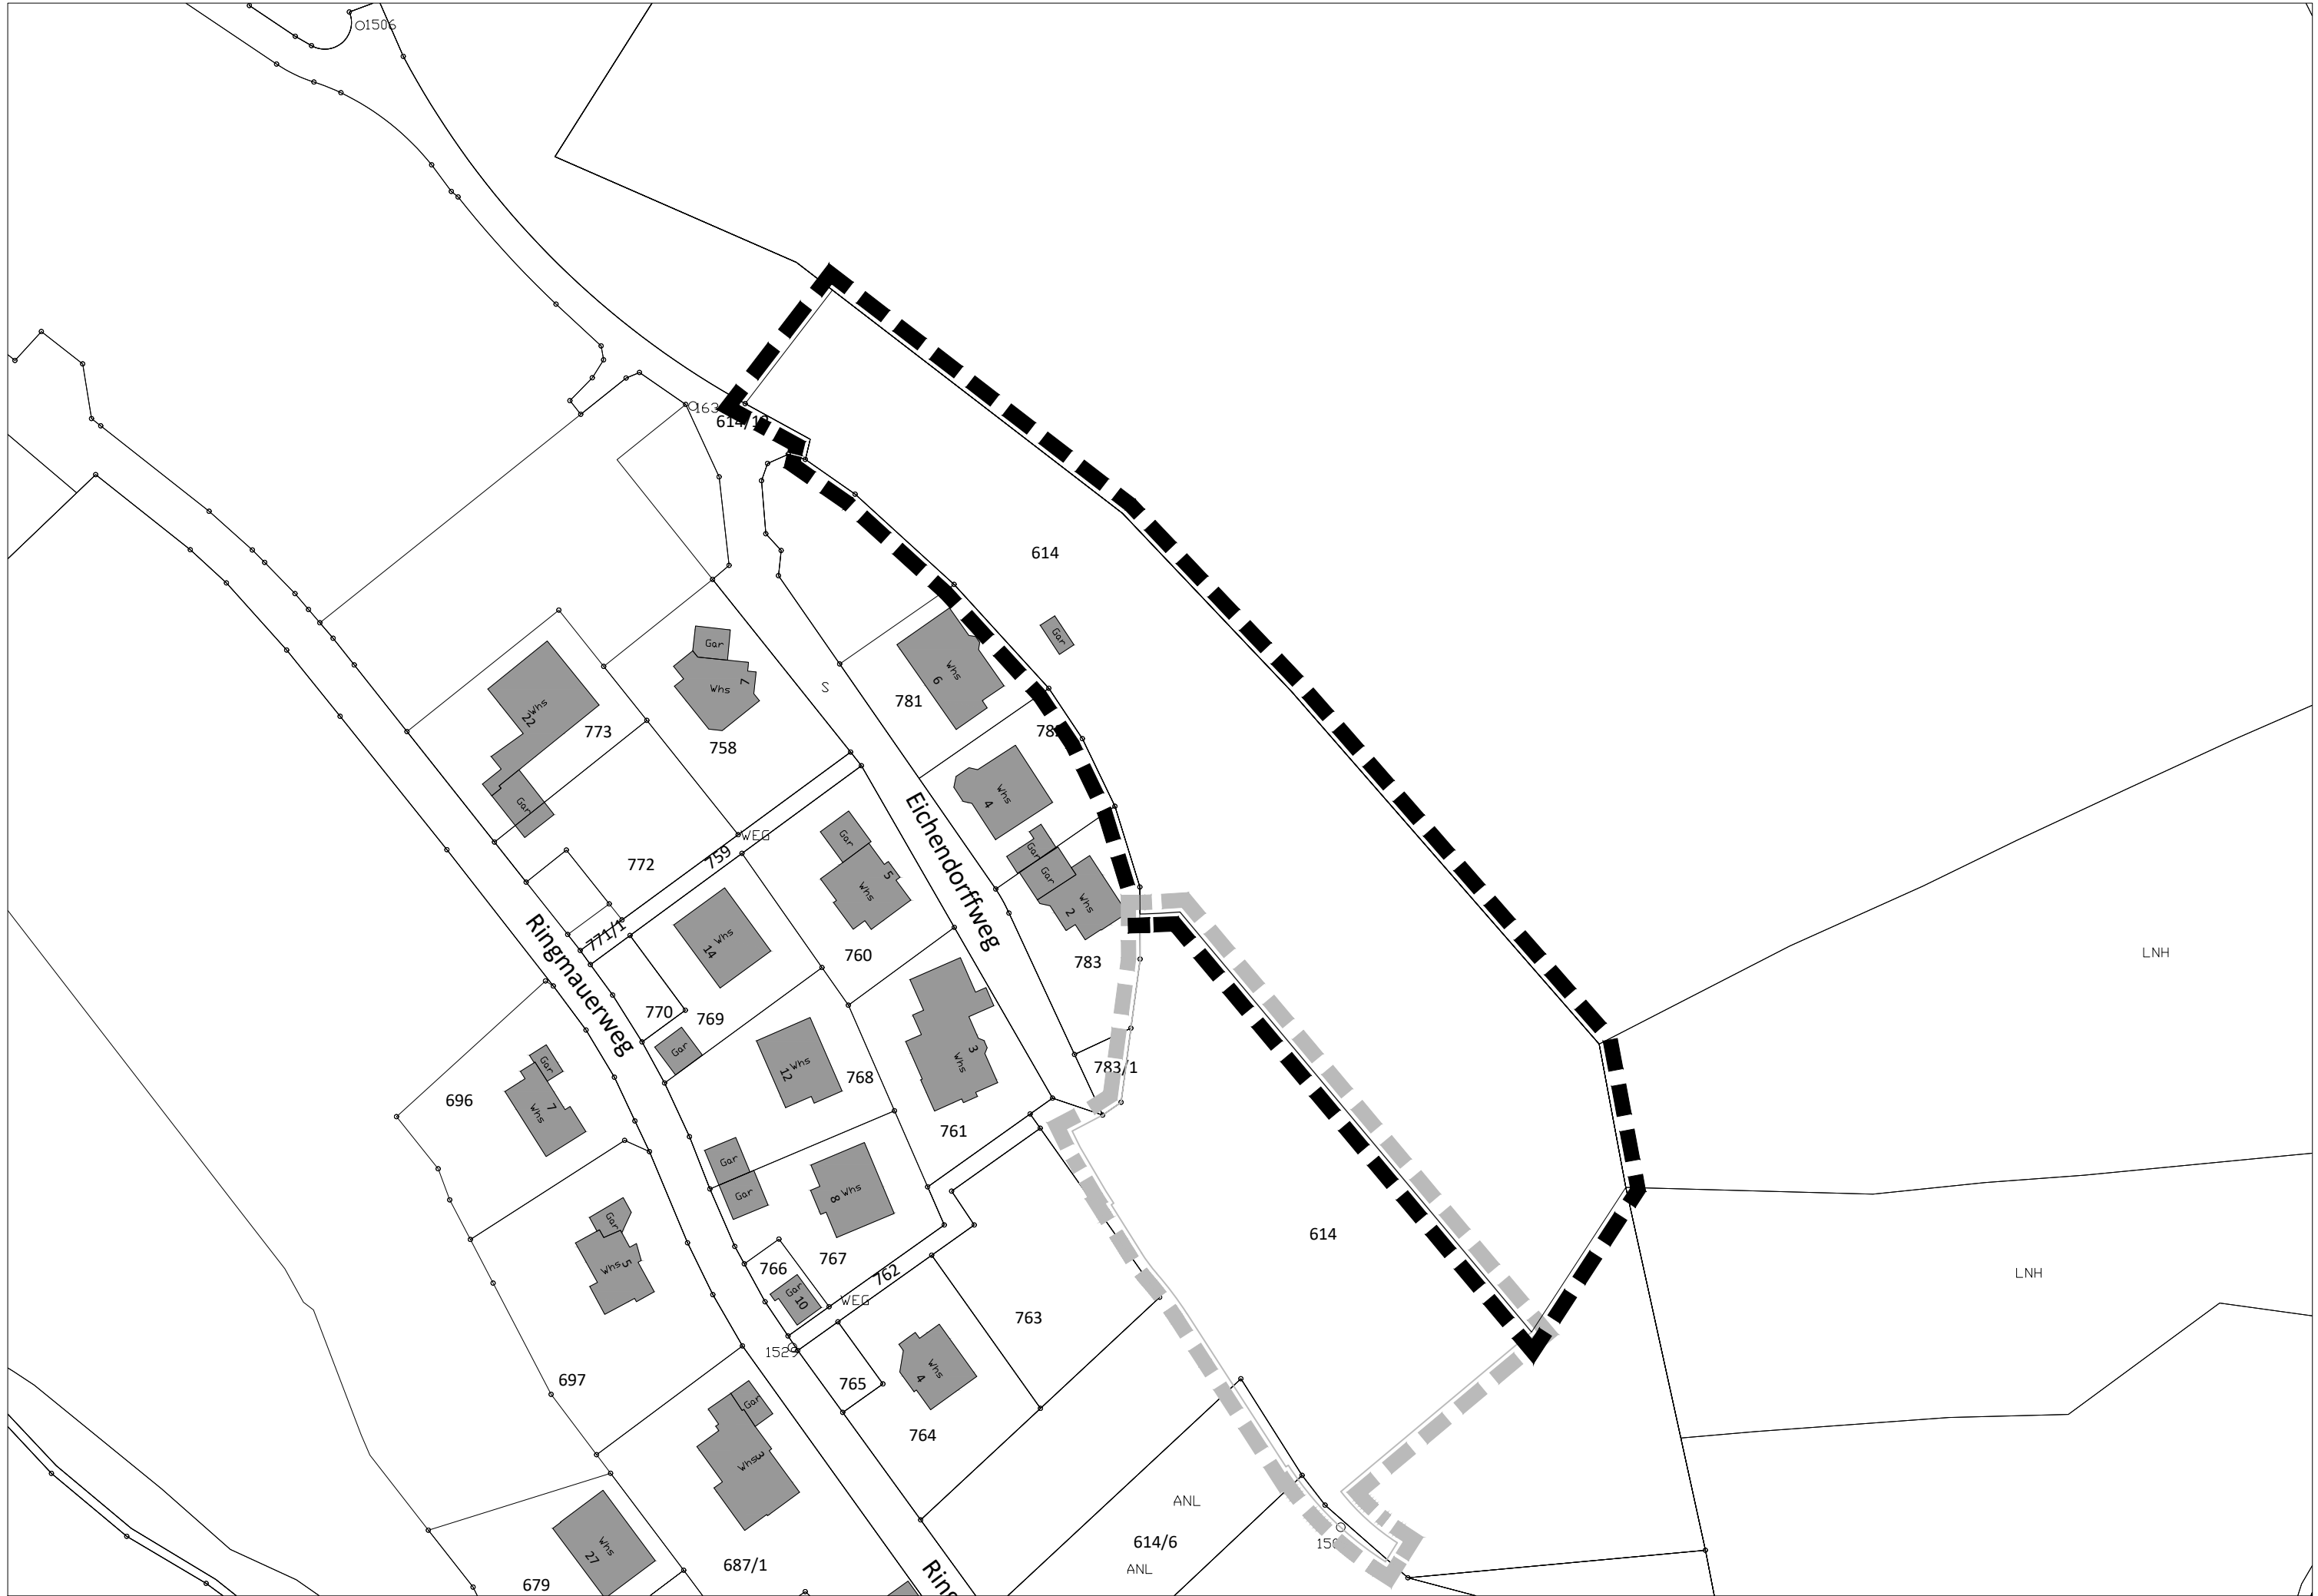 1506
614
Gar
Whs
6
781
S
Gar
Whs
7
758
Whs
22
773
Gar
Whs
4
Gar
Gar
Whs
2
783
783/1
Eichendorffweg
WEG
759
772
771/1
Gar
Whs
5
760
Whs
14
770
769
Gar
Ringmauerweg
Whs
3
761
Whs
12
768
Gar
Gar
Whs
8
767
766
Gar
10
762
WEG
1529
763
765
Whs
4
764
696
Gar
Whs
7
Gar
Whs
5
697
Gar
Whs
3
Whs
27
679
687/1
614
ANL
614/6
ANL
LNH
LNH